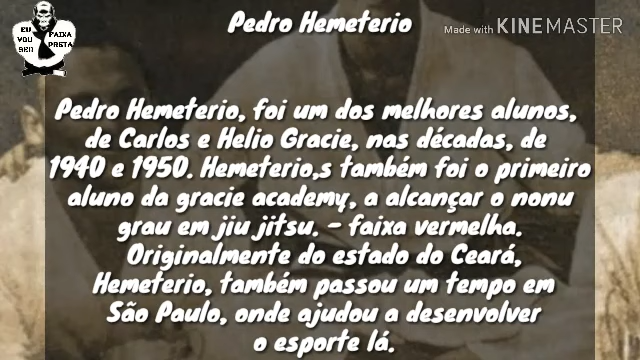 Pedro Hemeterio
Made with KINEMASTER
EU
VOU
SER
FAIXA
PRETA
Pedro Hemeterio, foi um dos melhores alunos,
de Carlos e Helio Gracie, nas décadas, de
1940 e 1950. Hemeterio,s também foi o primeiro
aluno da gracie academy, a alcançar o nonu
grau em jiu jitsu. - faixa vermelha.
Originalmente do estado do Ceará,
Hemeterio, também passou um tempo em
São Paulo, onde ajudou a desenvolver
o esporte lá.